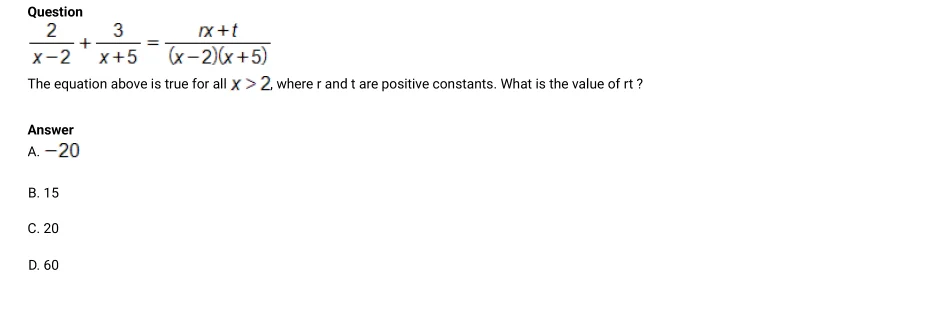 Question
2/(x−2) + 3/(x+5) = (rx+t)/((x−2)(x+5))
The equation above is true for all x > 2, where r and t are positive constants. What is the value of rt ?
Answer
A. −20
B. 15
C. 20
D. 60